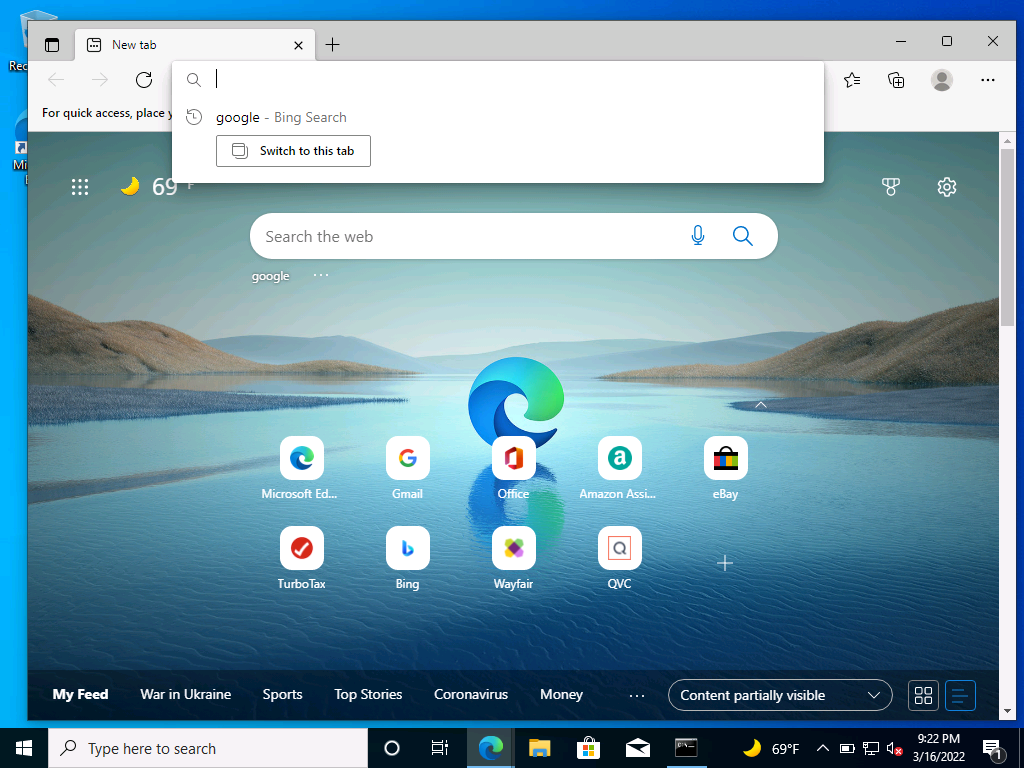 New tab
Rec
For quick access, place y
google - Bing Search
Switch to this tab
Mi
69 °F
Search the web
google
Microsoft Ed...
Gmail
Office
Amazon Assi...
eBay
TurboTax
Bing
Wayfair
QVC
My Feed
War in Ukraine
Sports
Top Stories
Coronavirus
Money
Content partially visible
Type here to search
69°F
9:22 PM
3/16/2022
1